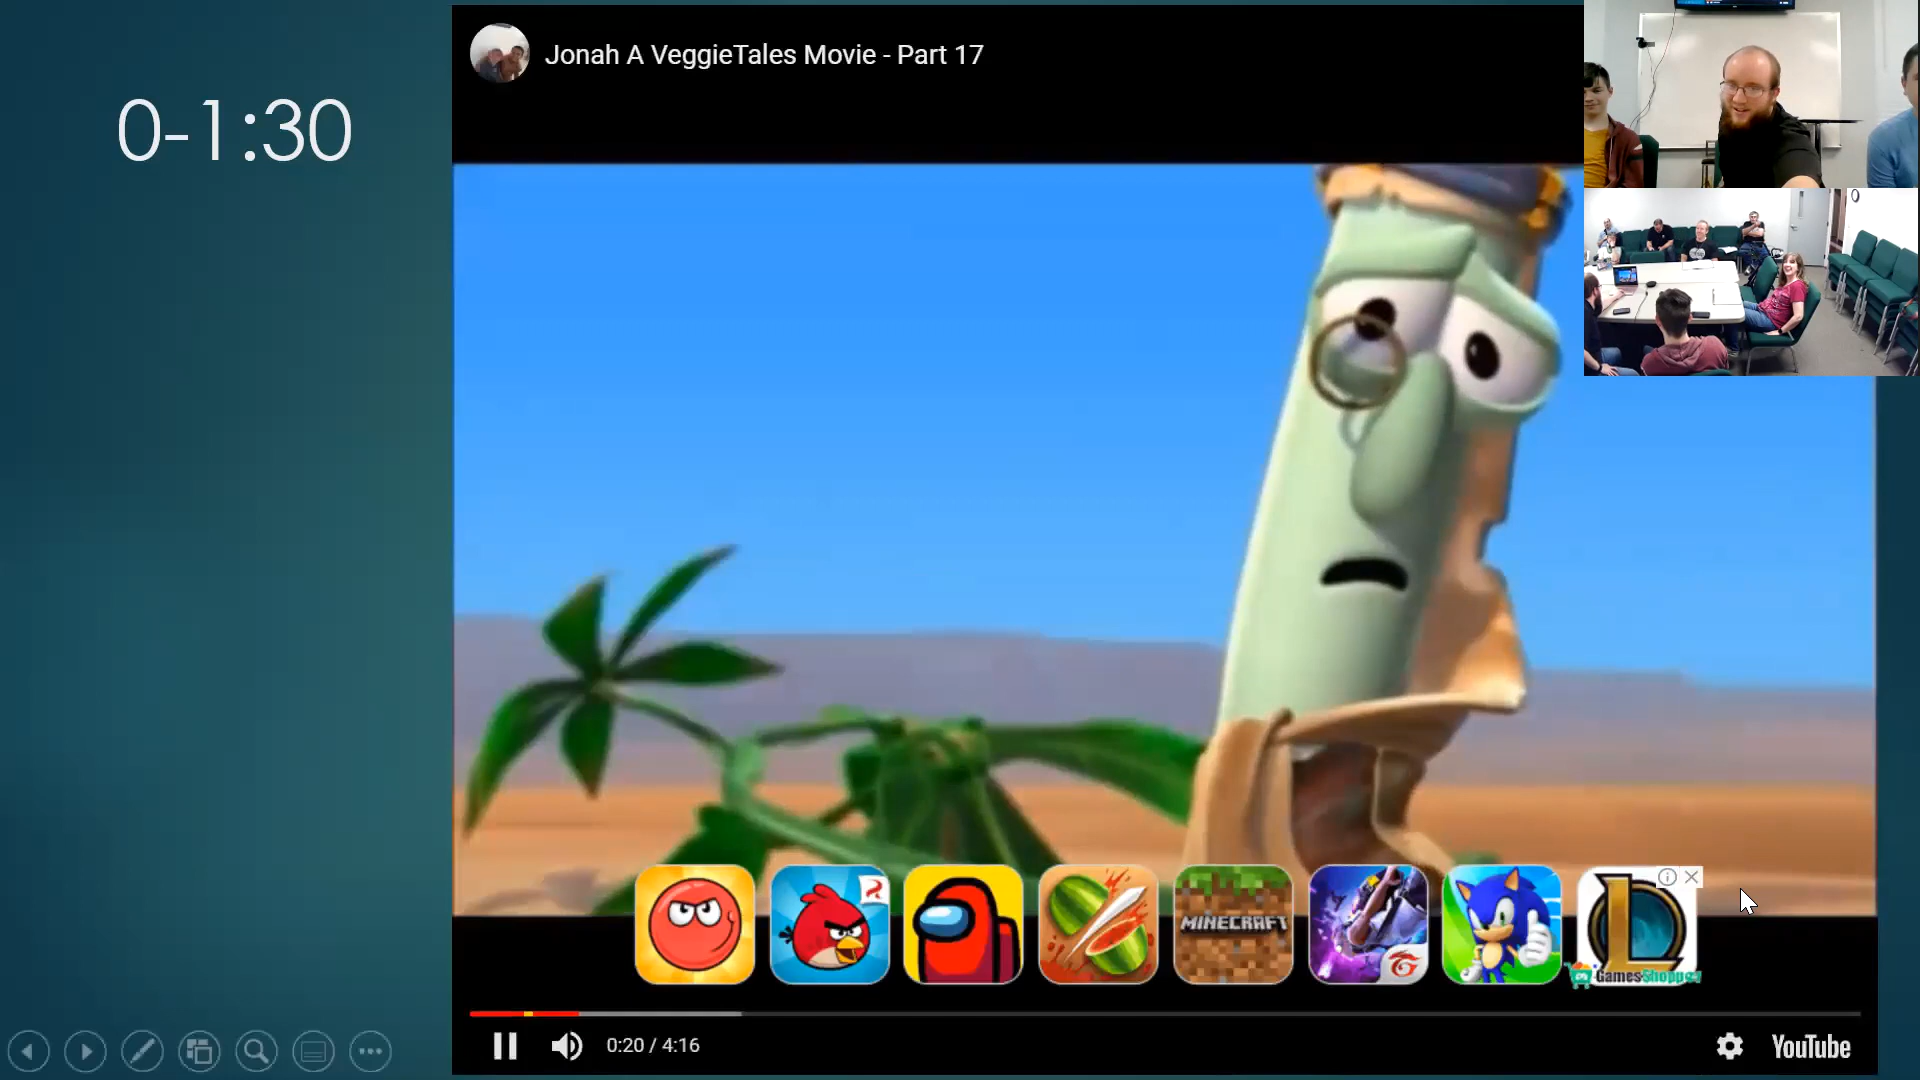 0-1:30
Jonah A VeggieTales Movie - Part 17
MINECRAFT
GamesShopper
0:20 / 4:16
YouTube